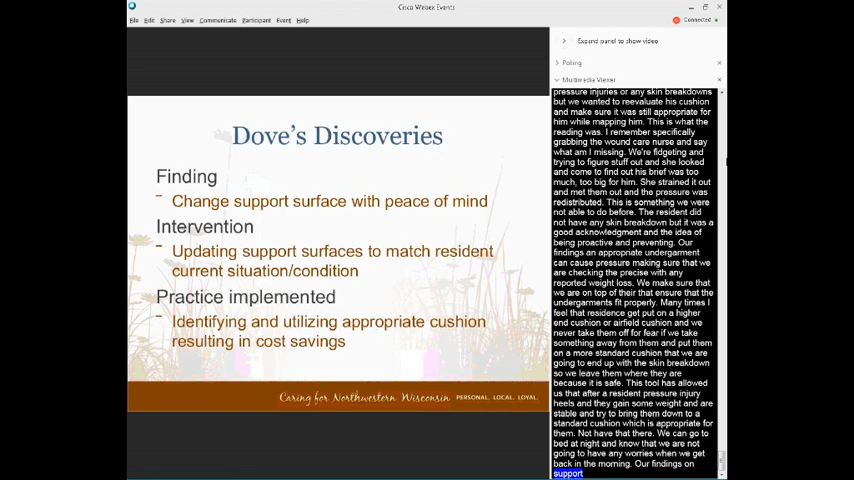 Cisco Webex Events
File Edit Share View Communicate Participant Event Help
Connected
Expand panel to show video
Polling
Multimedia Viewer
Dove's Discoveries
Finding
– Change support surface with peace of mind
Intervention
– Updating support surfaces to match resident
current situation/condition
Practice implemented
– Identifying and utilizing appropriate cushion
resulting in cost savings
Caring for Northwestern Wisconsin PERSONAL. LOCAL. LOYAL.
pressure injuries or any skin breakdowns
but we wanted to reevaluate his cushion
and make sure it was still appropriate for
him while mapping him. This is what the
reading was. I remember specifically
grabbing the wound care nurse and say
what am I missing. We're fidgeting and
trying to figure stuff out and she looked
and come to find out his brief was too
much, too big for him. She strained it out
and met them out and the pressure was
redistributed. This is something we were
not able to do before. The resident did
not have any skin breakdown but it was a
good acknowledgment and the idea of
being proactive and preventing. Our
findings an appropriate undergarment
can cause pressure making sure that we
are checking the precise with any
reported weight loss. We make sure that
we are on top of their that ensure that the
undergarments fit properly. Many times I
feel that residence get put on a higher
end cushion or airfield cushion and we
never take them off for fear if we take
something away from them and put them
on a more standard cushion that we are
going to end up with the skin breakdown
so we leave them where they are
because it is safe. This tool has allowed
us that after a resident pressure injury
heels and they gain some weight and are
stable and try to bring them down to a
standard cushion which is appropriate for
them. Not have that there. We can go to
bed at night and know that we are not
going to have any worries when we get
back in the morning. Our findings on
support